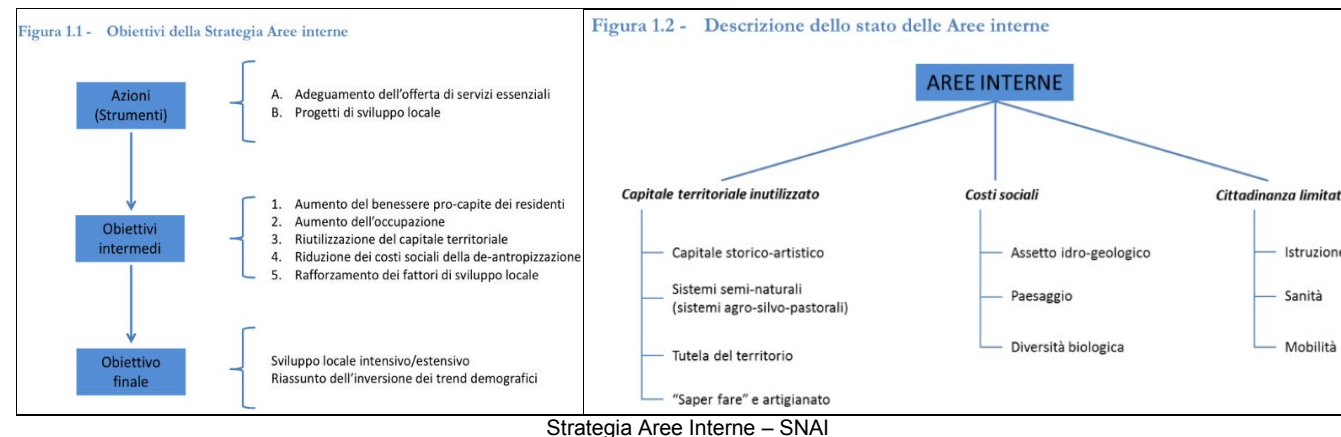 Figura 1.1 - Obiettivi della Strategia Aree interne
Azioni
(Strumenti)
A. Adeguamento dell'offerta di servizi essenziali
B. Progetti di sviluppo locale
Obiettivi
intermedi
1. Aumento del benessere pro-capite dei residenti
2. Aumento dell'occupazione
3. Riutilizzazione del capitale territoriale
4. Riduzione dei costi sociali della de-antropizzazione
5. Rafforzamento dei fattori di sviluppo locale
Obiettivo
finale
Sviluppo locale intensivo/estensivo
Riassunto dell'inversione dei trend demografici
Figura 1.2 - Descrizione dello stato delle Aree interne
AREE INTERNE
Capitale territoriale inutilizzato
Capitale storico-artistico
Sistemi semi-naturali
(sistemi agro-silvo-pastorali)
Tutela del territorio
"Saper fare" e artigianato
Costi sociali
Assetto idro-geologico
Paesaggio
Diversità biologica
Cittadinanza limitat
Istruzione
Sanità
Mobilità
Strategia Aree Interne – SNAI